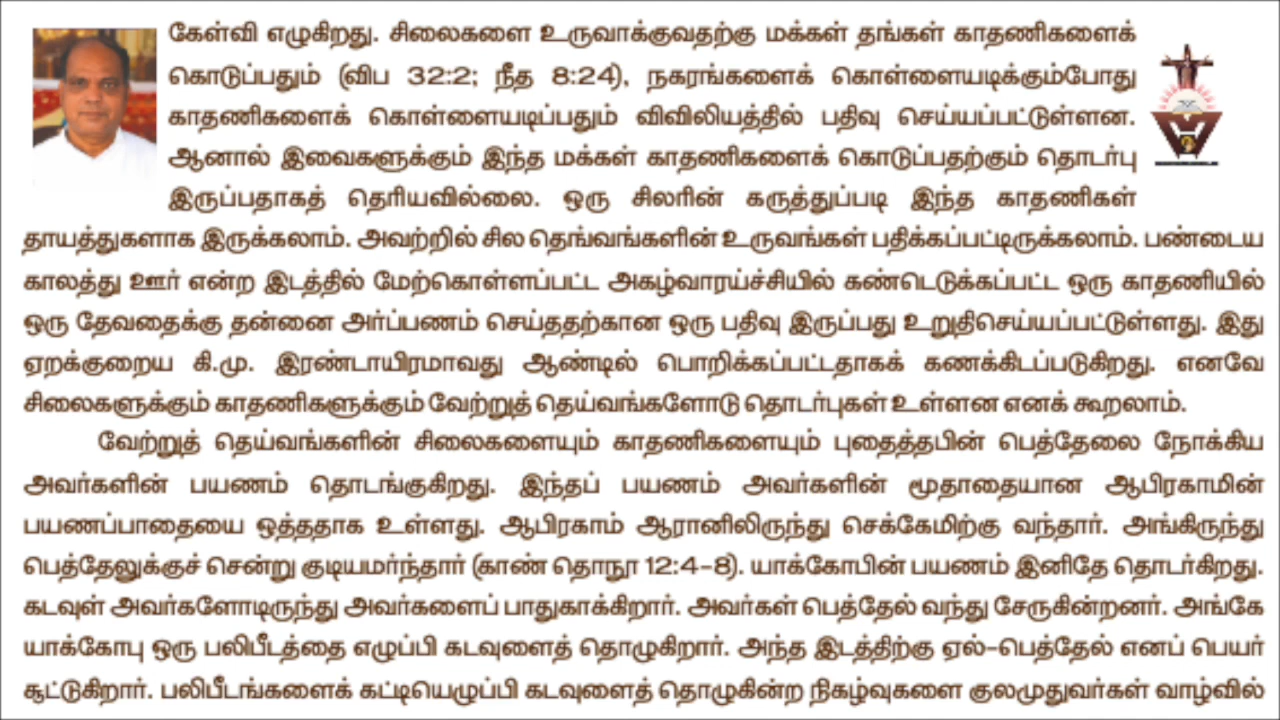 கேள்வி எழுகிறது. சிலைகளை உருவாக்குவதற்கு மக்கள் தங்கள் காதணிகளைக்
கொடுப்பதும் (விப 32:2; நீத 8:24), நகரங்களைக் கொள்ளையடிக்கும்போது
காதணிகளைக் கொள்ளையடிப்பதும் விவிலியத்தில் பதிவு செய்யப்பட்டுள்ளன.
ஆனால் இவைகளுக்கும் இந்த மக்கள் காதணிகளைக் கொடுப்பதற்கும் தொடர்பு
இருப்பதாகத் தெரியவில்லை. ஒரு சிலரின் கருத்துப்படி இந்த காதணிகள்
தாயத்துகளாக இருக்கலாம். அவற்றில் சில தெங்வங்களின் உருவங்கள் பதிக்கப்பட்டிருக்கலாம். பண்டைய
காலத்து ஊர் என்ற இடத்தில் மேற்கொள்ளப்பட்ட அகழ்வாரய்ச்சியில் கண்டெடுக்கப்பட்ட ஒரு காதணியில்
ஒரு தேவதைக்கு தன்னை அர்ப்பணம் செய்ததற்கான ஒரு பதிவு இருப்பது உறுதிசெய்யப்பட்டுள்ளது. இது
ஏறக்குறைய கி.மு. இரண்டாயிரமாவது ஆண்டில் பொறிக்கப்பட்டதாகக் கணக்கிடப்படுகிறது. எனவே
சிலைகளுக்கும் காதணிகளுக்கும் வேற்றுத் தெய்வங்களோடு தொடர்புகள் உள்ளன எனக் கூறலாம்.
வேற்றுத் தெய்வங்களின் சிலைகளையும் காதணிகளையும் புதைத்தபின் பெத்தேலை நோக்கிய
அவர்களின் பயணம் தொடங்குகிறது. இந்தப் பயணம் அவர்களின் மூதாதையான ஆபிரகாமின்
பயணப்பாதையை ஒத்ததாக உள்ளது. ஆபிரகாம் ஆரானிலிருந்து செக்கேமிற்கு வந்தார். அங்கிருந்து
பெத்தேலுக்குச் சென்று குடியமர்ந்தார் (காண் தொநூ 12:4-8). யாக்கோபின் பயணம் இனிதே தொடர்கிறது.
கடவுள் அவர்களோடிருந்து அவர்களைப் பாதுகாக்கிறார். அவர்கள் பெத்தேல் வந்து சேருகின்றனர். அங்கே
யாக்கோபு ஒரு பலிபீடத்தை எழுப்பி கடவுளைத் தொழுகிறார். அந்த இடத்திற்கு ஏல்-பெத்தேல் எனப் பெயர்
சூட்டுகிறார். பலிபீடங்களைக் கட்டியெழுப்பி கடவுளைத் தொழுகின்ற நிகழ்வுகளை குலமுதுவர்கள் வாழ்வில்